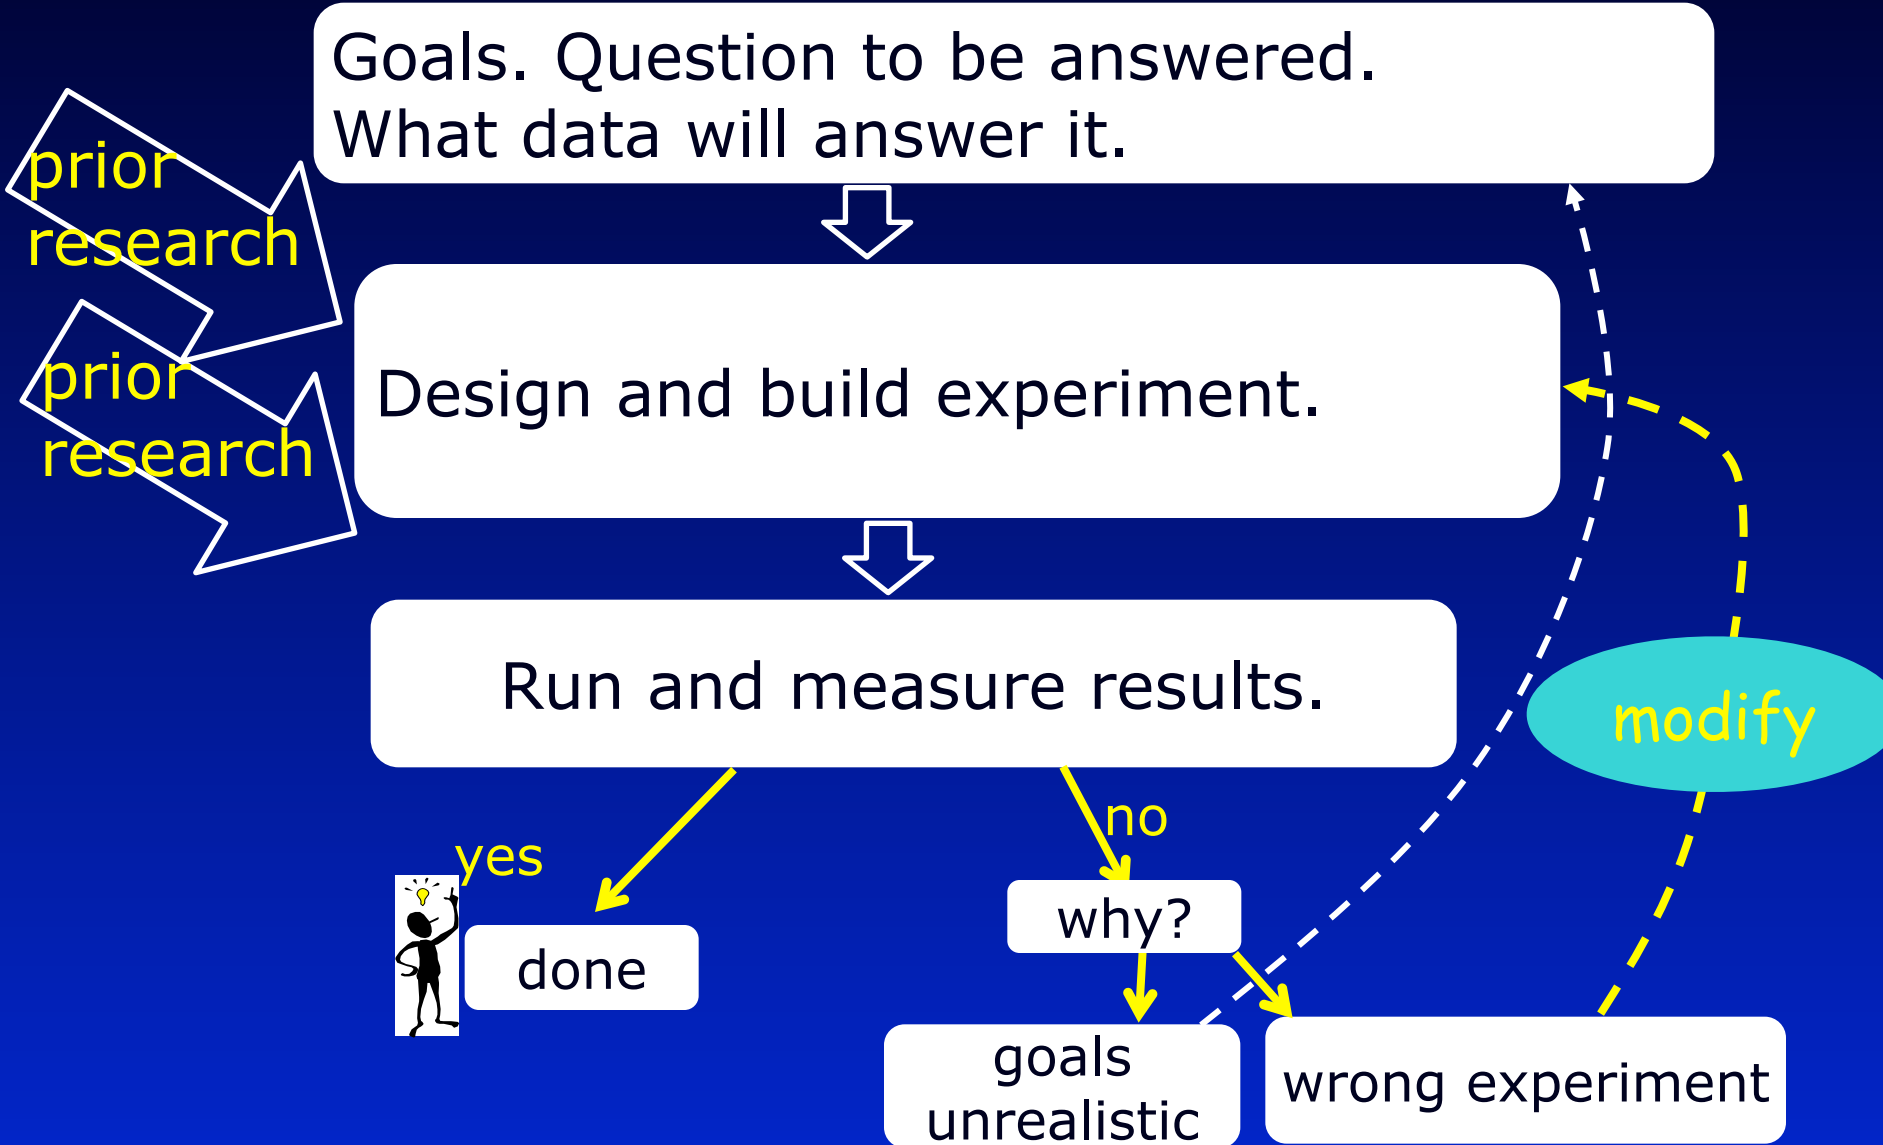 Goals. Question to be answered.
What data will answer it.
prior
research
prior
research
Design and build experiment.
Run and measure results.
modify
no
yes
why?
done
goals
unrealistic
wrong experiment